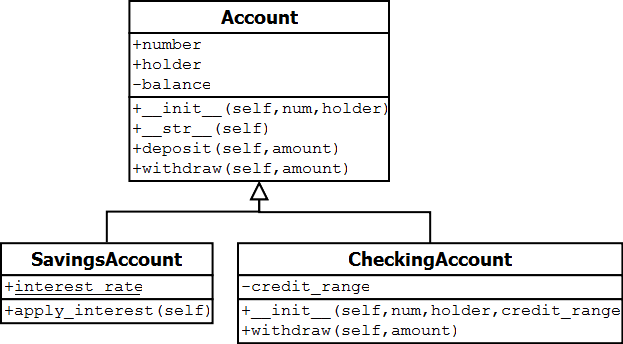 Account
+number
+holder
-balance
+__init__(self,num,holder)
+__str__(self)
+deposit(self,amount)
+withdraw(self,amount)
SavingsAccount
+interest_rate
+apply_interest(self)
CheckingAccount
-credit_range
+__init__(self,num,holder,credit_range
+withdraw(self,amount)